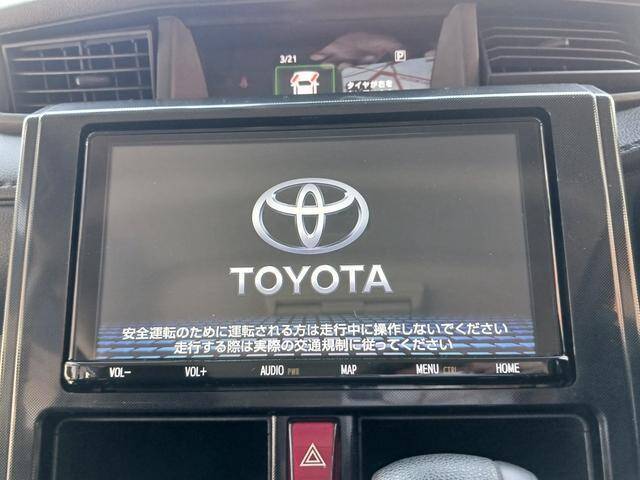 3/21
P
タイヤが右を
TOYOTA
安全運転のために運転される方は走行中に操作しないでください
走行する際は実際の交通規制に従ってください
VOL-
VOL+
AUDIO PWR
MAP
MENU CTRL
HOME